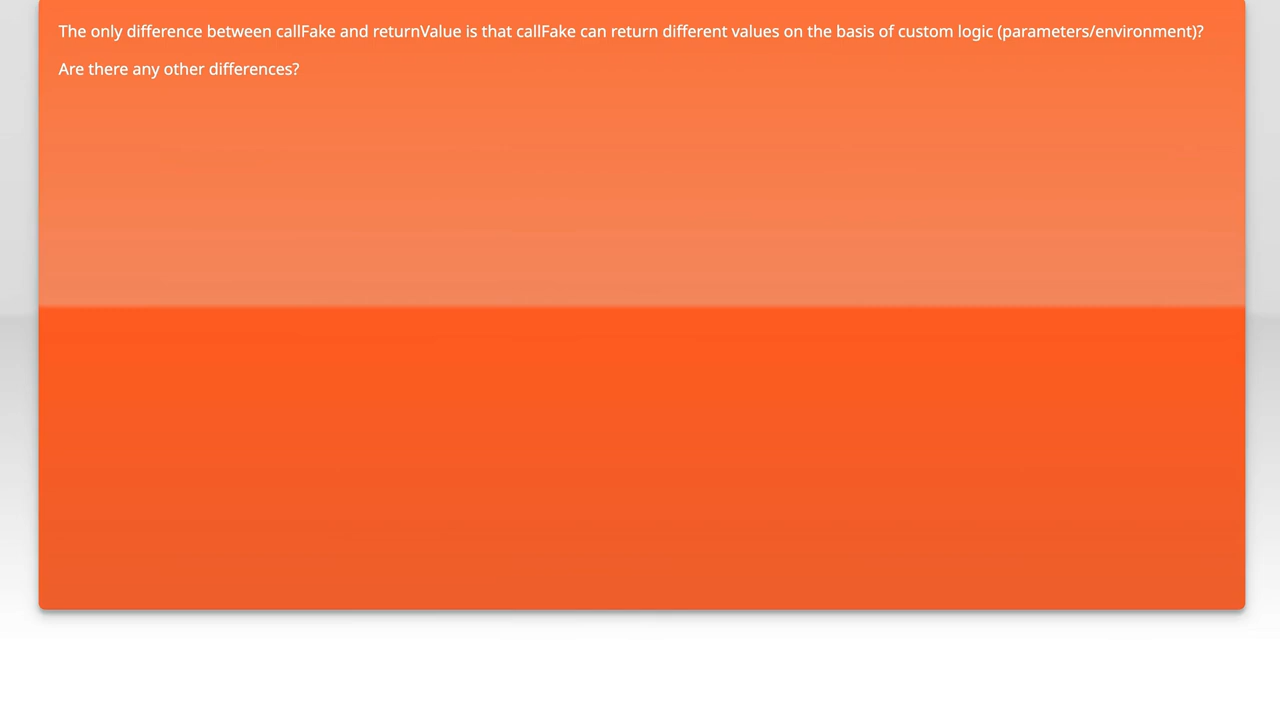 The only difference between callFake and returnValue is that callFake can return different values on the basis of custom logic (parameters/environment)?
Are there any other differences?